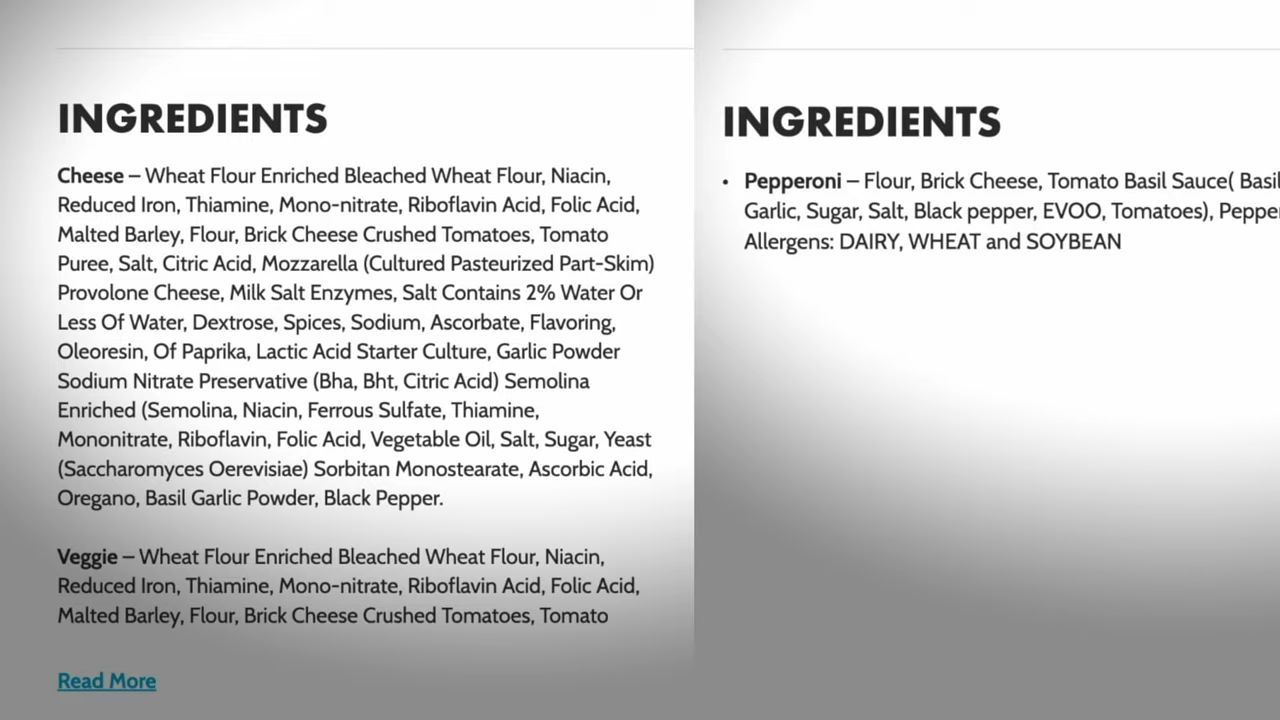 INGREDIENTS
Cheese – Wheat Flour Enriched Bleached Wheat Flour, Niacin,
Reduced Iron, Thiamine, Mono-nitrate, Riboflavin Acid, Folic Acid,
Malted Barley, Flour, Brick Cheese Crushed Tomatoes, Tomato
Puree, Salt, Citric Acid, Mozzarella (Cultured Pasteurized Part-Skim)
Provolone Cheese, Milk Salt Enzymes, Salt Contains 2% Water Or
Less Of Water, Dextrose, Spices, Sodium, Ascorbate, Flavoring,
Oleoresin, Of Paprika, Lactic Acid Starter Culture, Garlic Powder
Sodium Nitrate Preservative (Bha, Bht, Citric Acid) Semolina
Enriched (Semolina, Niacin, Ferrous Sulfate, Thiamine,
Mononitrate, Riboflavin, Folic Acid, Vegetable Oil, Salt, Sugar, Yeast
(Saccharomyces Oerevisiae) Sorbitan Monostearate, Ascorbic Acid,
Oregano, Basil Garlic Powder, Black Pepper.
Veggie – Wheat Flour Enriched Bleached Wheat Flour, Niacin,
Reduced Iron, Thiamine, Mono-nitrate, Riboflavin Acid, Folic Acid,
Malted Barley, Flour, Brick Cheese Crushed Tomatoes, Tomato
Read More
INGREDIENTS
• Pepperoni – Flour, Brick Cheese, Tomato Basil Sauce( Basil
Garlic, Sugar, Salt, Black pepper, EVOO, Tomatoes), Pepper
Allergens: DAIRY, WHEAT and SOYBEAN